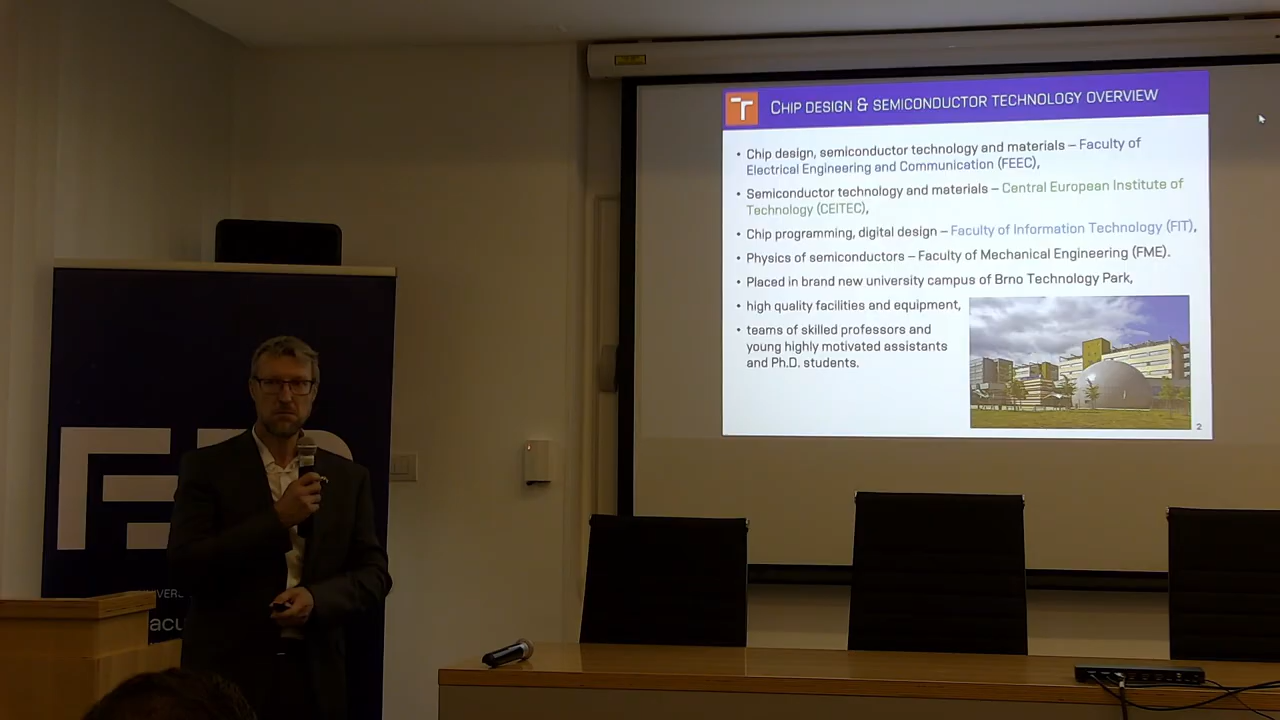 CHIP DESIGN & SEMICONDUCTOR TECHNOLOGY OVERVIEW
• Chip design, semiconductor technology and materials – Faculty of
Electrical Engineering and Communication (FEEC),
• Semiconductor technology and materials – Central European Institute of
Technology (CEITEC),
• Chip programming, digital design – Faculty of Information Technology (FIT),
• Physics of semiconductors – Faculty of Mechanical Engineering (FME).
• Placed in brand new university campus of Brno Technology Park,
• high quality facilities and equipment,
• teams of skilled professors and
young highly motivated assistants
and Ph.D. students.
2